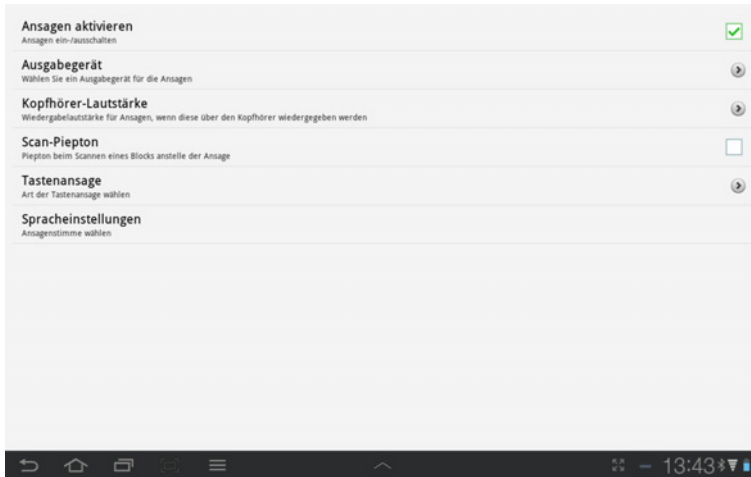 Ansagen aktivieren
Ansagen ein-/ausschalten
Ausgabegerät
Wählen Sie ein Ausgabegerät für die Ansagen
Kopfhörer-Lautstärke
Wiedergabelautstärke für Ansagen, wenn diese über den Kopfhörer wiedergegeben werden
Scan-Piepton
Piepton beim Scannen eines Blocks anstelle der Ansage
Tastenansage
Art der Tastenansage wählen
Spracheinstellungen
Ansagenstimme wählen
13:43